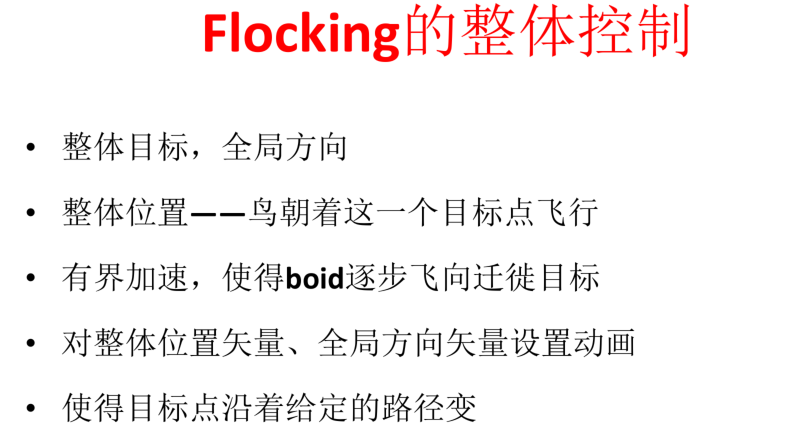 Flocking的整体控制
• 整体目标，全局方向
• 整体位置——鸟朝着这一个目标点飞行
• 有界加速，使得boid逐步飞向迁徙目标
• 对整体位置矢量、全局方向矢量设置动画
• 使得目标点沿着给定的路径变